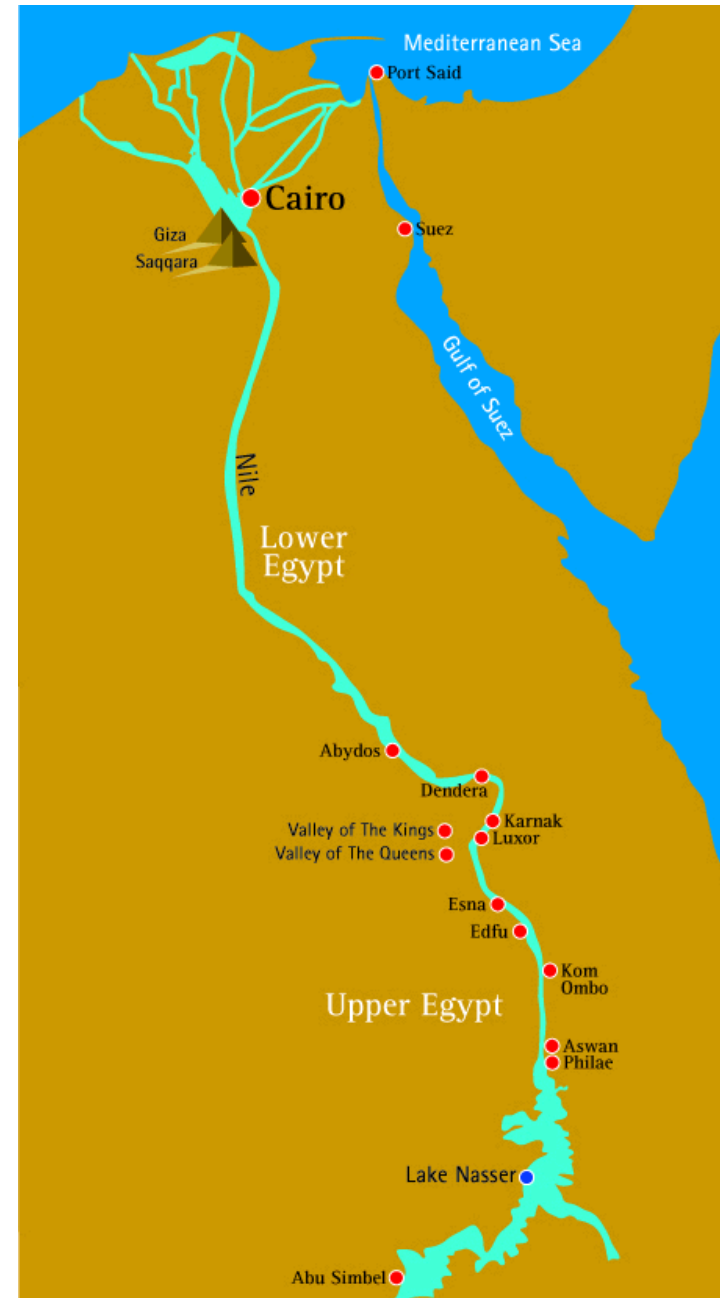 Mediterranean Sea
Port Said
Cairo
Suez
Giza
Saqqara
Gulf of Suez
Nile
Lower
Egypt
Abydos
Dendera
Karnak
Valley of The Kings
Luxor
Valley of The Queens
Esna
Edfu
Kom
Ombo
Upper Egypt
Aswan
Philae
Lake Nasser
Abu Simbel